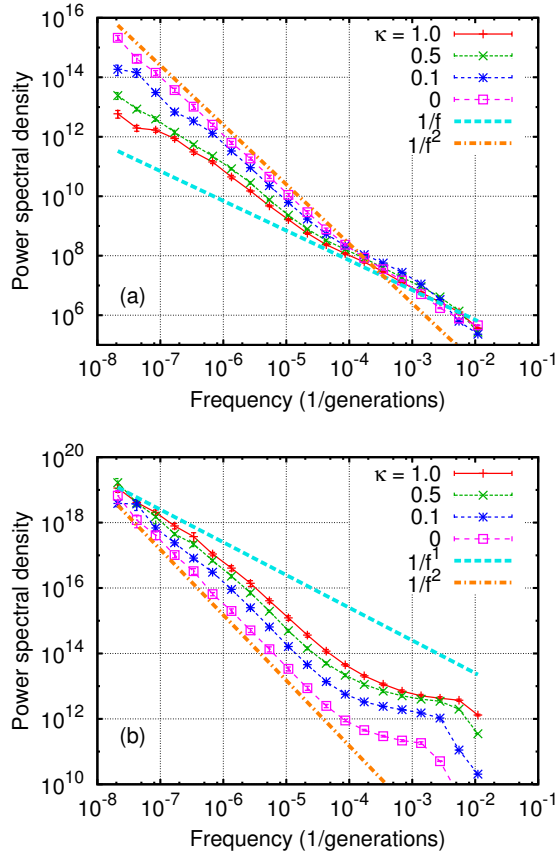 10^16
10^14
10^12
10^10
10^8
10^6
Power spectral density
κ = 1.0
0.5
0.1
0
1/f
1/f^2
(a)
10^-8 10^-7 10^-6 10^-5 10^-4 10^-3 10^-2 10^-1
Frequency (1/generations)
10^20
10^18
10^16
10^14
10^12
10^10
Power spectral density
κ = 1.0
0.5
0.1
0
1/f^1
1/f^2
(b)
10^-8 10^-7 10^-6 10^-5 10^-4 10^-3 10^-2 10^-1
Frequency (1/generations)